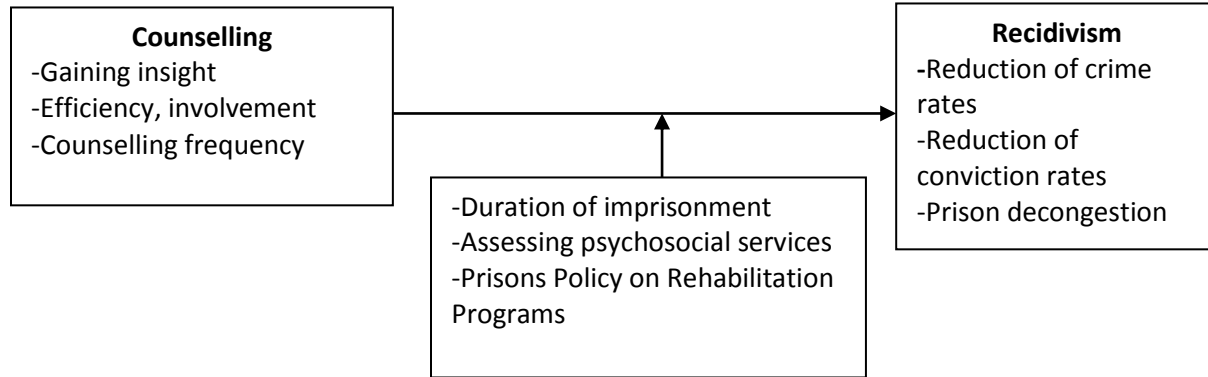 Counselling
-Gaining insight
-Efficiency, involvement
-Counselling frequency
-Duration of imprisonment
-Assessing psychosocial services
-Prisons Policy on Rehabilitation
Programs
Recidivism
-Reduction of crime
rates
-Reduction of
conviction rates
-Prison decongestion